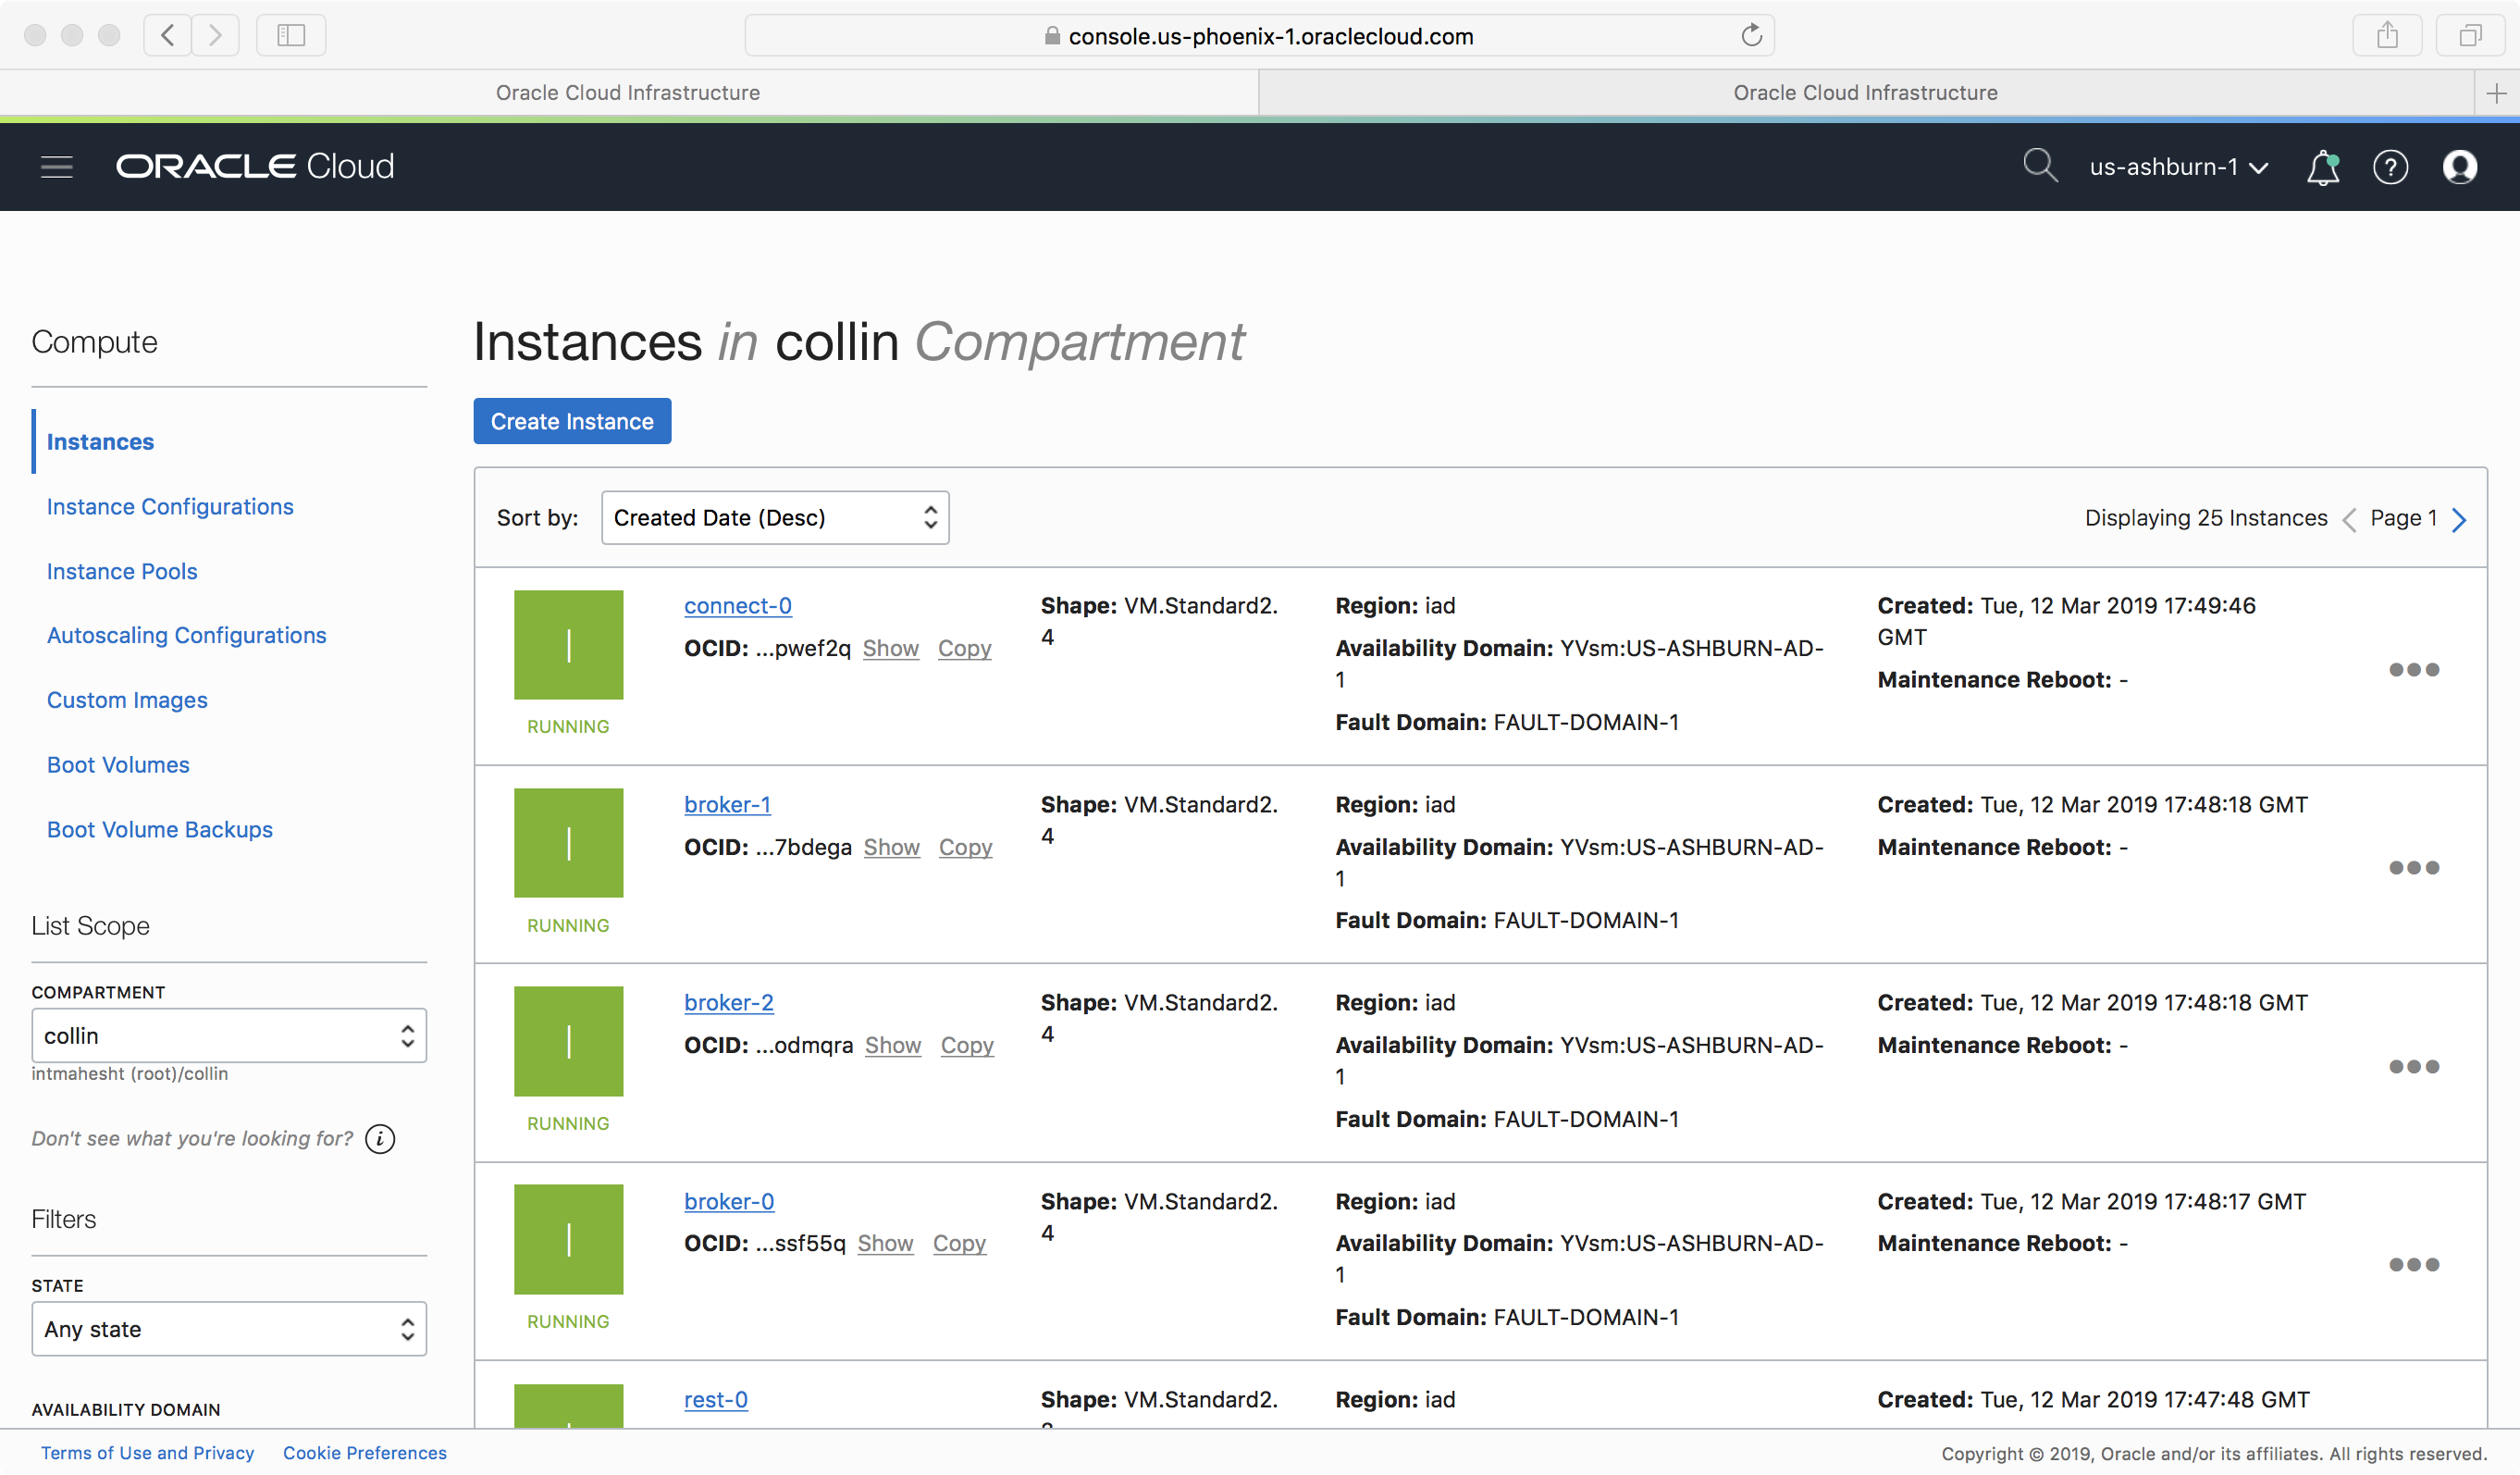 console.us-phoenix-1.oraclecloud.com
Oracle Cloud Infrastructure
Oracle Cloud Infrastructure
ORACLE Cloud
us-ashburn-1
Compute
Instances
Instance Configurations
Instance Pools
Autoscaling Configurations
Custom Images
Boot Volumes
Boot Volume Backups
List Scope
COMPARTMENT
collin
intmahesht (root)/collin
Don't see what you're looking for?
Filters
STATE
Any state
AVAILABILITY DOMAIN
Instances in collin Compartment
Create Instance
Sort by: Created Date (Desc)
Displaying 25 Instances Page 1
RUNNING
connect-0
OCID: ...pwef2q Show Copy
Shape: VM.Standard2.
4
Region: iad
Availability Domain: YVsm:US-ASHBURN-AD-
1
Fault Domain: FAULT-DOMAIN-1
Created: Tue, 12 Mar 2019 17:49:46
GMT
Maintenance Reboot: -
RUNNING
broker-1
OCID: ...7bdega Show Copy
Shape: VM.Standard2.
4
Region: iad
Availability Domain: YVsm:US-ASHBURN-AD-
1
Fault Domain: FAULT-DOMAIN-1
Created: Tue, 12 Mar 2019 17:48:18 GMT
Maintenance Reboot: -
RUNNING
broker-2
OCID: ...odmqra Show Copy
Shape: VM.Standard2.
4
Region: iad
Availability Domain: YVsm:US-ASHBURN-AD-
1
Fault Domain: FAULT-DOMAIN-1
Created: Tue, 12 Mar 2019 17:48:18 GMT
Maintenance Reboot: -
RUNNING
broker-0
OCID: ...ssf55q Show Copy
Shape: VM.Standard2.
4
Region: iad
Availability Domain: YVsm:US-ASHBURN-AD-
1
Fault Domain: FAULT-DOMAIN-1
Created: Tue, 12 Mar 2019 17:48:17 GMT
Maintenance Reboot: -
rest-0
Shape: VM.Standard2.
Region: iad
Created: Tue, 12 Mar 2019 17:47:48 GMT
Terms of Use and Privacy
Cookie Preferences
Copyright © 2019, Oracle and/or its affiliates. All rights reserved.